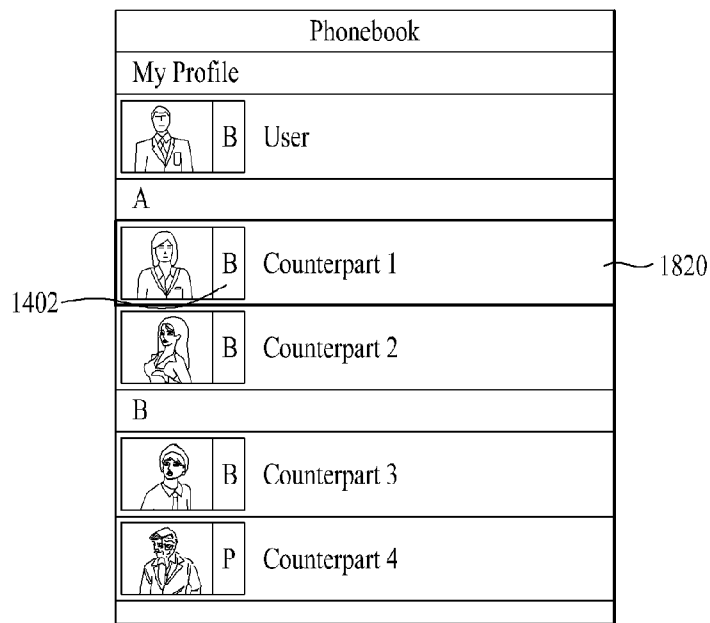 Phonebook
My Profile
B User
A
B Counterpart 1
1820
1402
B Counterpart 2
B
B Counterpart 3
P Counterpart 4